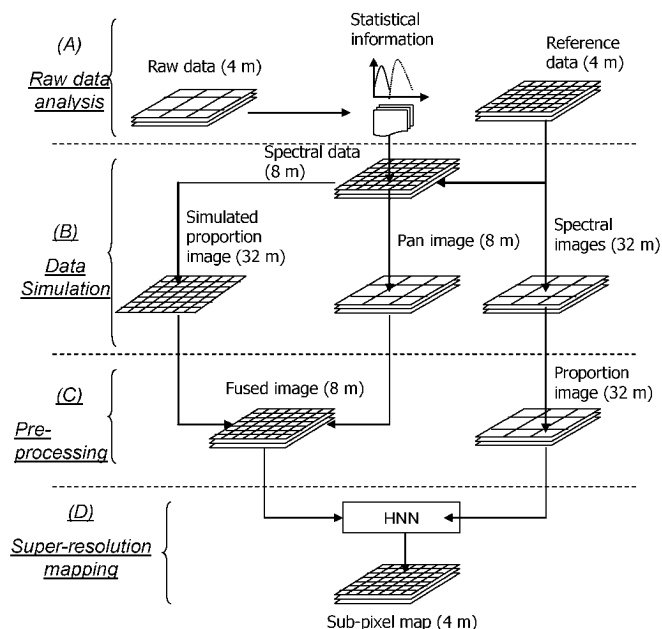 (A)
Raw data
analysis
Raw data (4 m)
Statistical
information
Reference
data (4 m)
Spectral data
(8 m)
(B)
Data
Simulation
Simulated
proportion
image (32 m)
Pan image (8 m)
Spectral
images (32 m)
(C)
Pre-
processing
Fused image (8 m)
Proportion
image (32 m)
(D)
Super-resolution
mapping
HNN
Sub-pixel map (4 m)